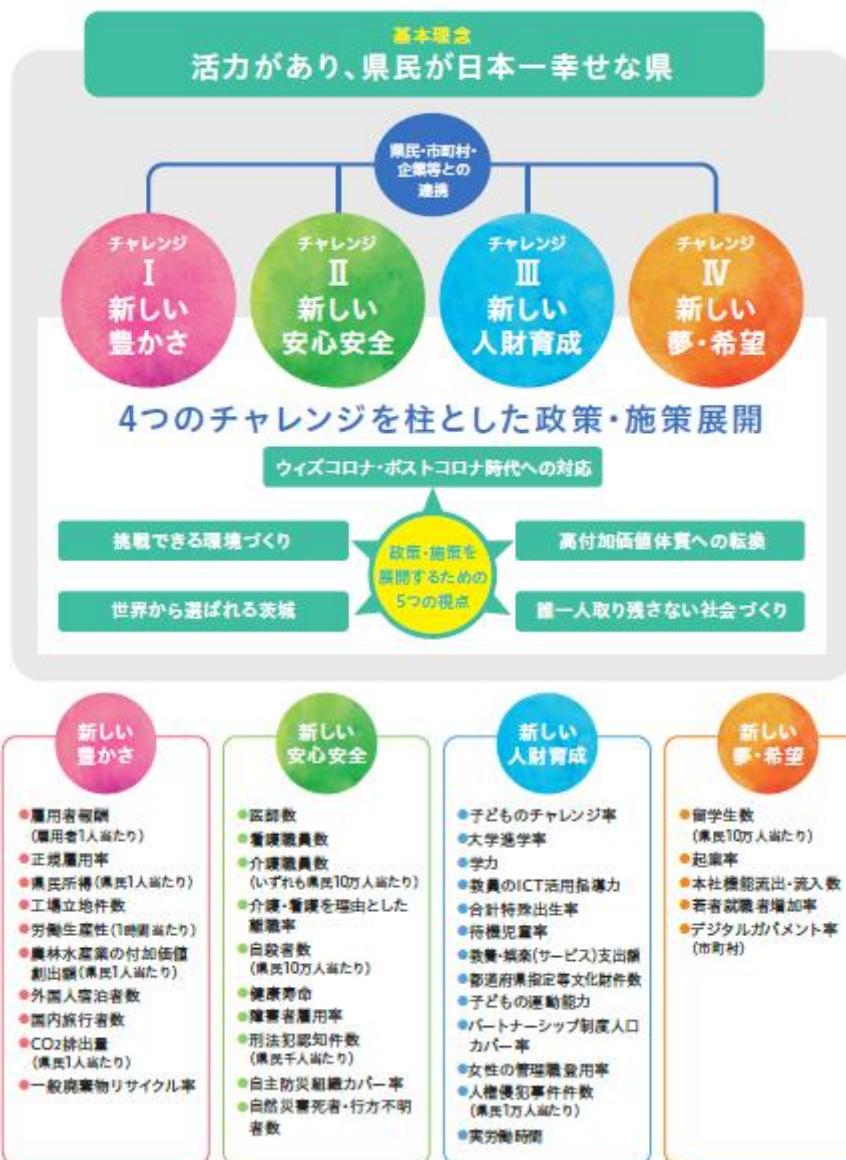 基本理念
活力があり、県民が日本一幸せな県
県民・市町村・
企業等との
連携
チャレンジ
Ⅰ
新しい
豊かさ
チャレンジ
Ⅱ
新しい
安心安全
チャレンジ
Ⅲ
新しい
人財育成
チャレンジ
Ⅳ
新しい
夢・希望
4つのチャレンジを柱とした政策・施策展開
ウィズコロナ・ポストコロナ時代への対応
挑戦できる環境づくり
高付加価値体質への転換
政策・施策を
展開するための
5つの視点
世界から選ばれる茨城
誰一人取り残さない社会づくり
新しい
豊かさ
●雇用者報酬
(雇用者1人当たり)
●正規雇用率
●県民所得(県民1人当たり)
●工場立地件数
●労働生産性(1時間当たり)
●農林水産業の付加価値
創出額(県民1人当たり)
●外国人宿泊者数
●国内旅行者数
●CO2排出量
(県民1人当たり)
●一般廃棄物リサイクル率
新しい
安心安全
●医師数
●看護職員数
●介護職員数
(いずれも県民10万人当たり)
●介護・看護を理由とした
離職率
●自殺者数
(県民10万人当たり)
●健康寿命
●障害者雇用率
●刑法犯認知件数
(県民千人当たり)
●自主防災組織カバー率
●自然災害死者・行方不明
者数
新しい
人財育成
●子どものチャレンジ率
●大学進学率
●学力
●教員のICT活用指導力
●合計特殊出生率
●待機児童率
●教養・娯楽(サービス)支出額
●都道府県指定等文化財件数
●子どもの運動能力
●パートナーシップ制度人口
カバー率
●女性の管理職登用率
●人権侵犯事件件数
(県民1万人当たり)
●実労働時間
新しい
夢・希望
●留学生数
(県民10万人当たり)
●起業率
●本社機能流出・流入数
●若者就職者増加率
●デジタルガバメント率
(市町村)